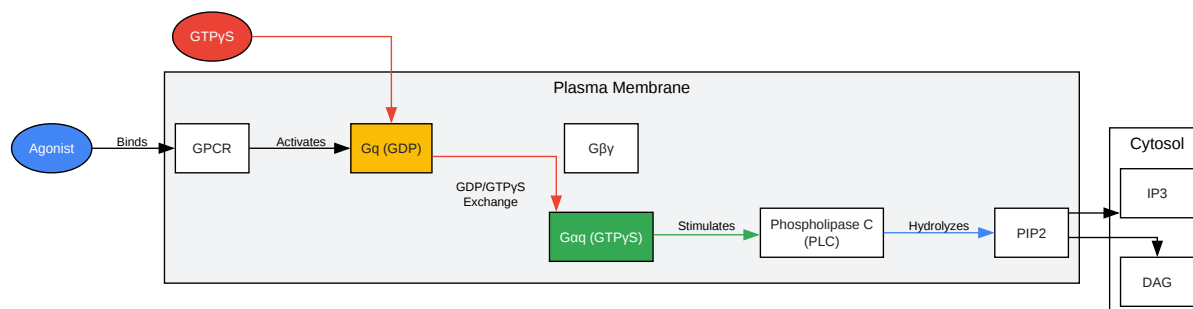 GTPγS
Plasma Membrane
Agonist
Binds
GPCR
Activates
Gq (GDP)
Gβγ
Cytosol
GDP/GTPγS
Exchange
IP3
Gαq (GTPγS)
Stimulates
Phospholipase C
(PLC)
Hydrolyzes
PIP2
DAG